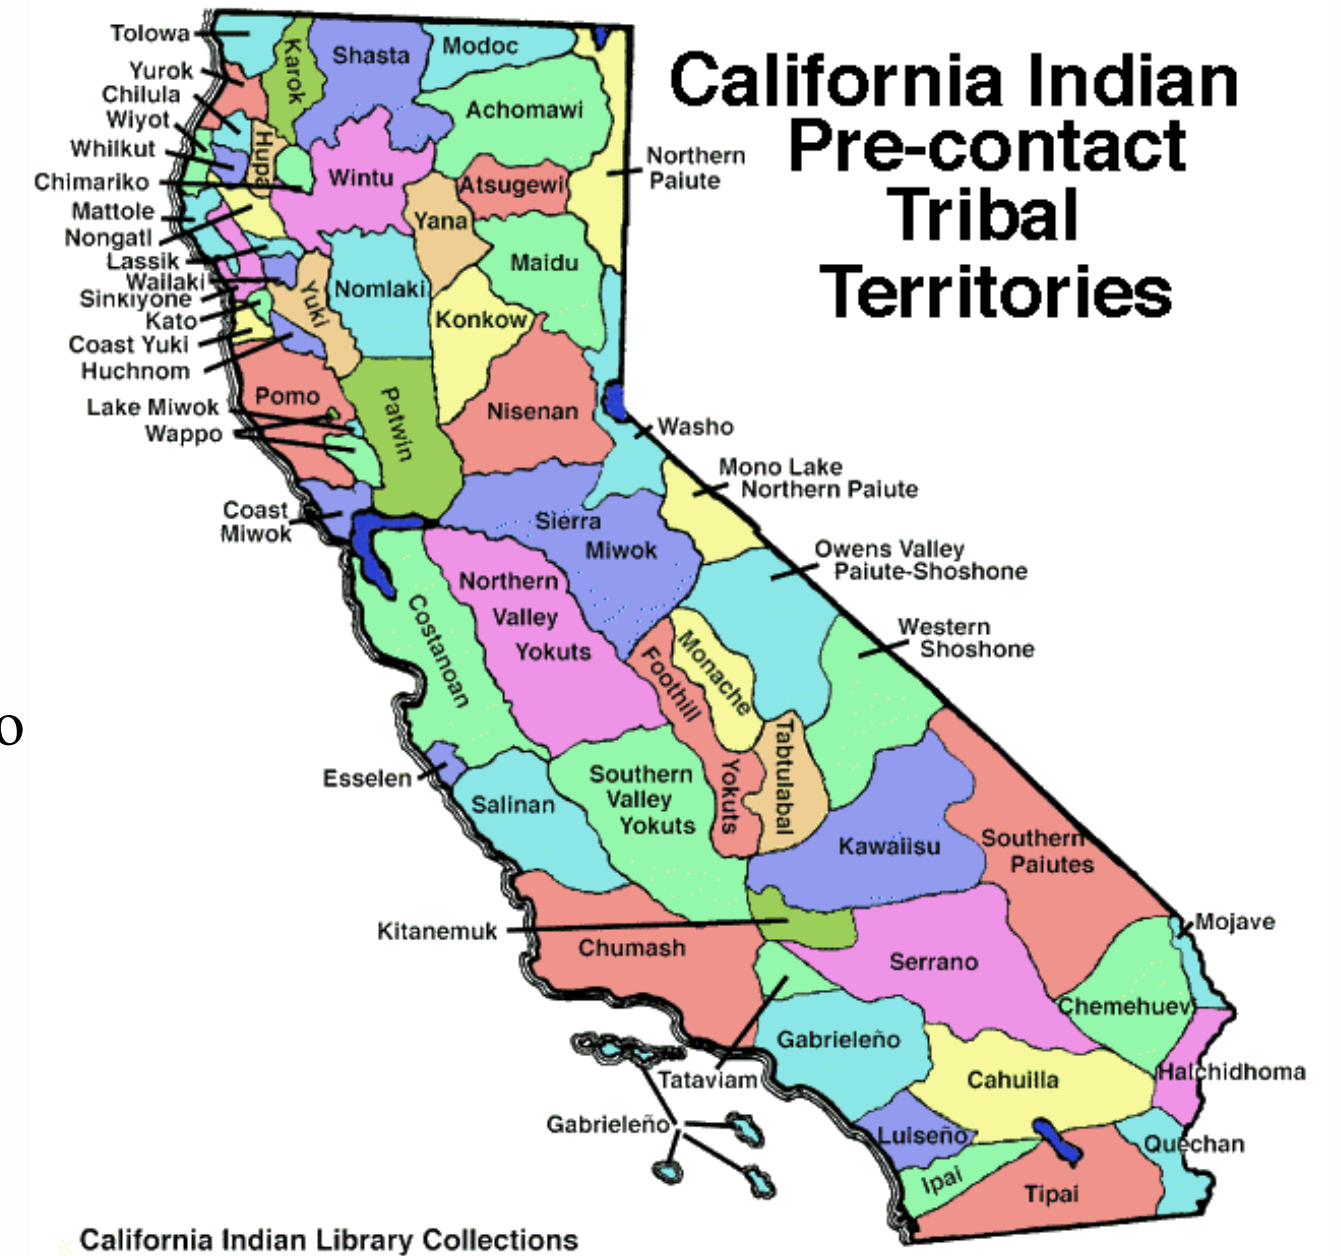 California Indian
Pre-contact
Tribal
Territories
Tolowa
Yurok
Chilula
Wiyot
Whilkut
Chimariko
Mattole
Nongatl
Lassik
Wailaki
Sinkiyone
Kato
Coast Yuki
Huchnom
Lake Miwok
Wappo
Coast
Miwok
Karok
Shasta
Modoc
Achomawi
Hupa
Wintu
Atsugewi
Yana
Northern
Paiute
Maidu
Yuki
Nomlaki
Konkow
Pomo
Patwin
Nisenan
Washo
Mono Lake
Northern Paiute
Sierra
Miwok
Owens Valley
Paiute-Shoshone
Costanoan
Northern
Valley
Yokuts
Western
Shoshone
Foothill
Yokuts
Monache
Tabtulabal
o
Esselen
Salinan
Southern
Valley
Yokuts
Kawaiisu
Southern
Paiutes
Kitanemuk
Chumash
Serrano
Mojave
Chemehuevi
Gabrieleño
Tataviam
Cahuilla
Halchidhoma
Gabrieleño
Luiseño
Quechan
Ipai
Tipai
California Indian Library Collections